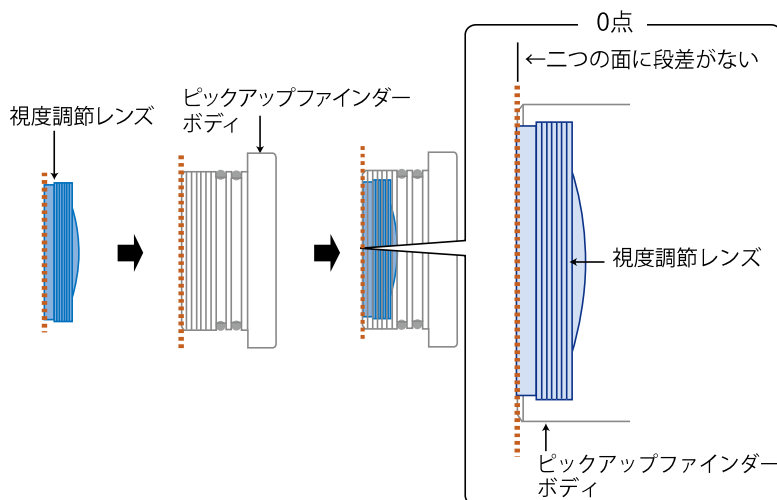 0点
←二つの面に段差がない
ピックアップファインダー
ボディ
視度調節レンズ
視度調節レンズ
ピックアップファインダー
ボディ